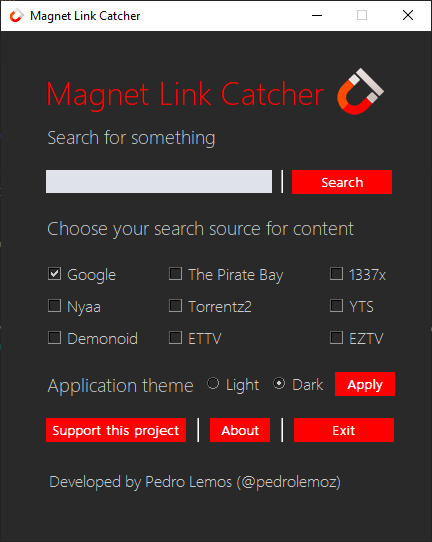 Magnet Link Catcher
Magnet Link Catcher
Search for something
Search
Choose your search source for content
Google The Pirate Bay 1337x
Nyaa Torrentz2 YTS
Demonoid ETTV EZTV
Application theme Light Dark Apply
Support this project About Exit
Developed by Pedro Lemos (@pedrolemoz)